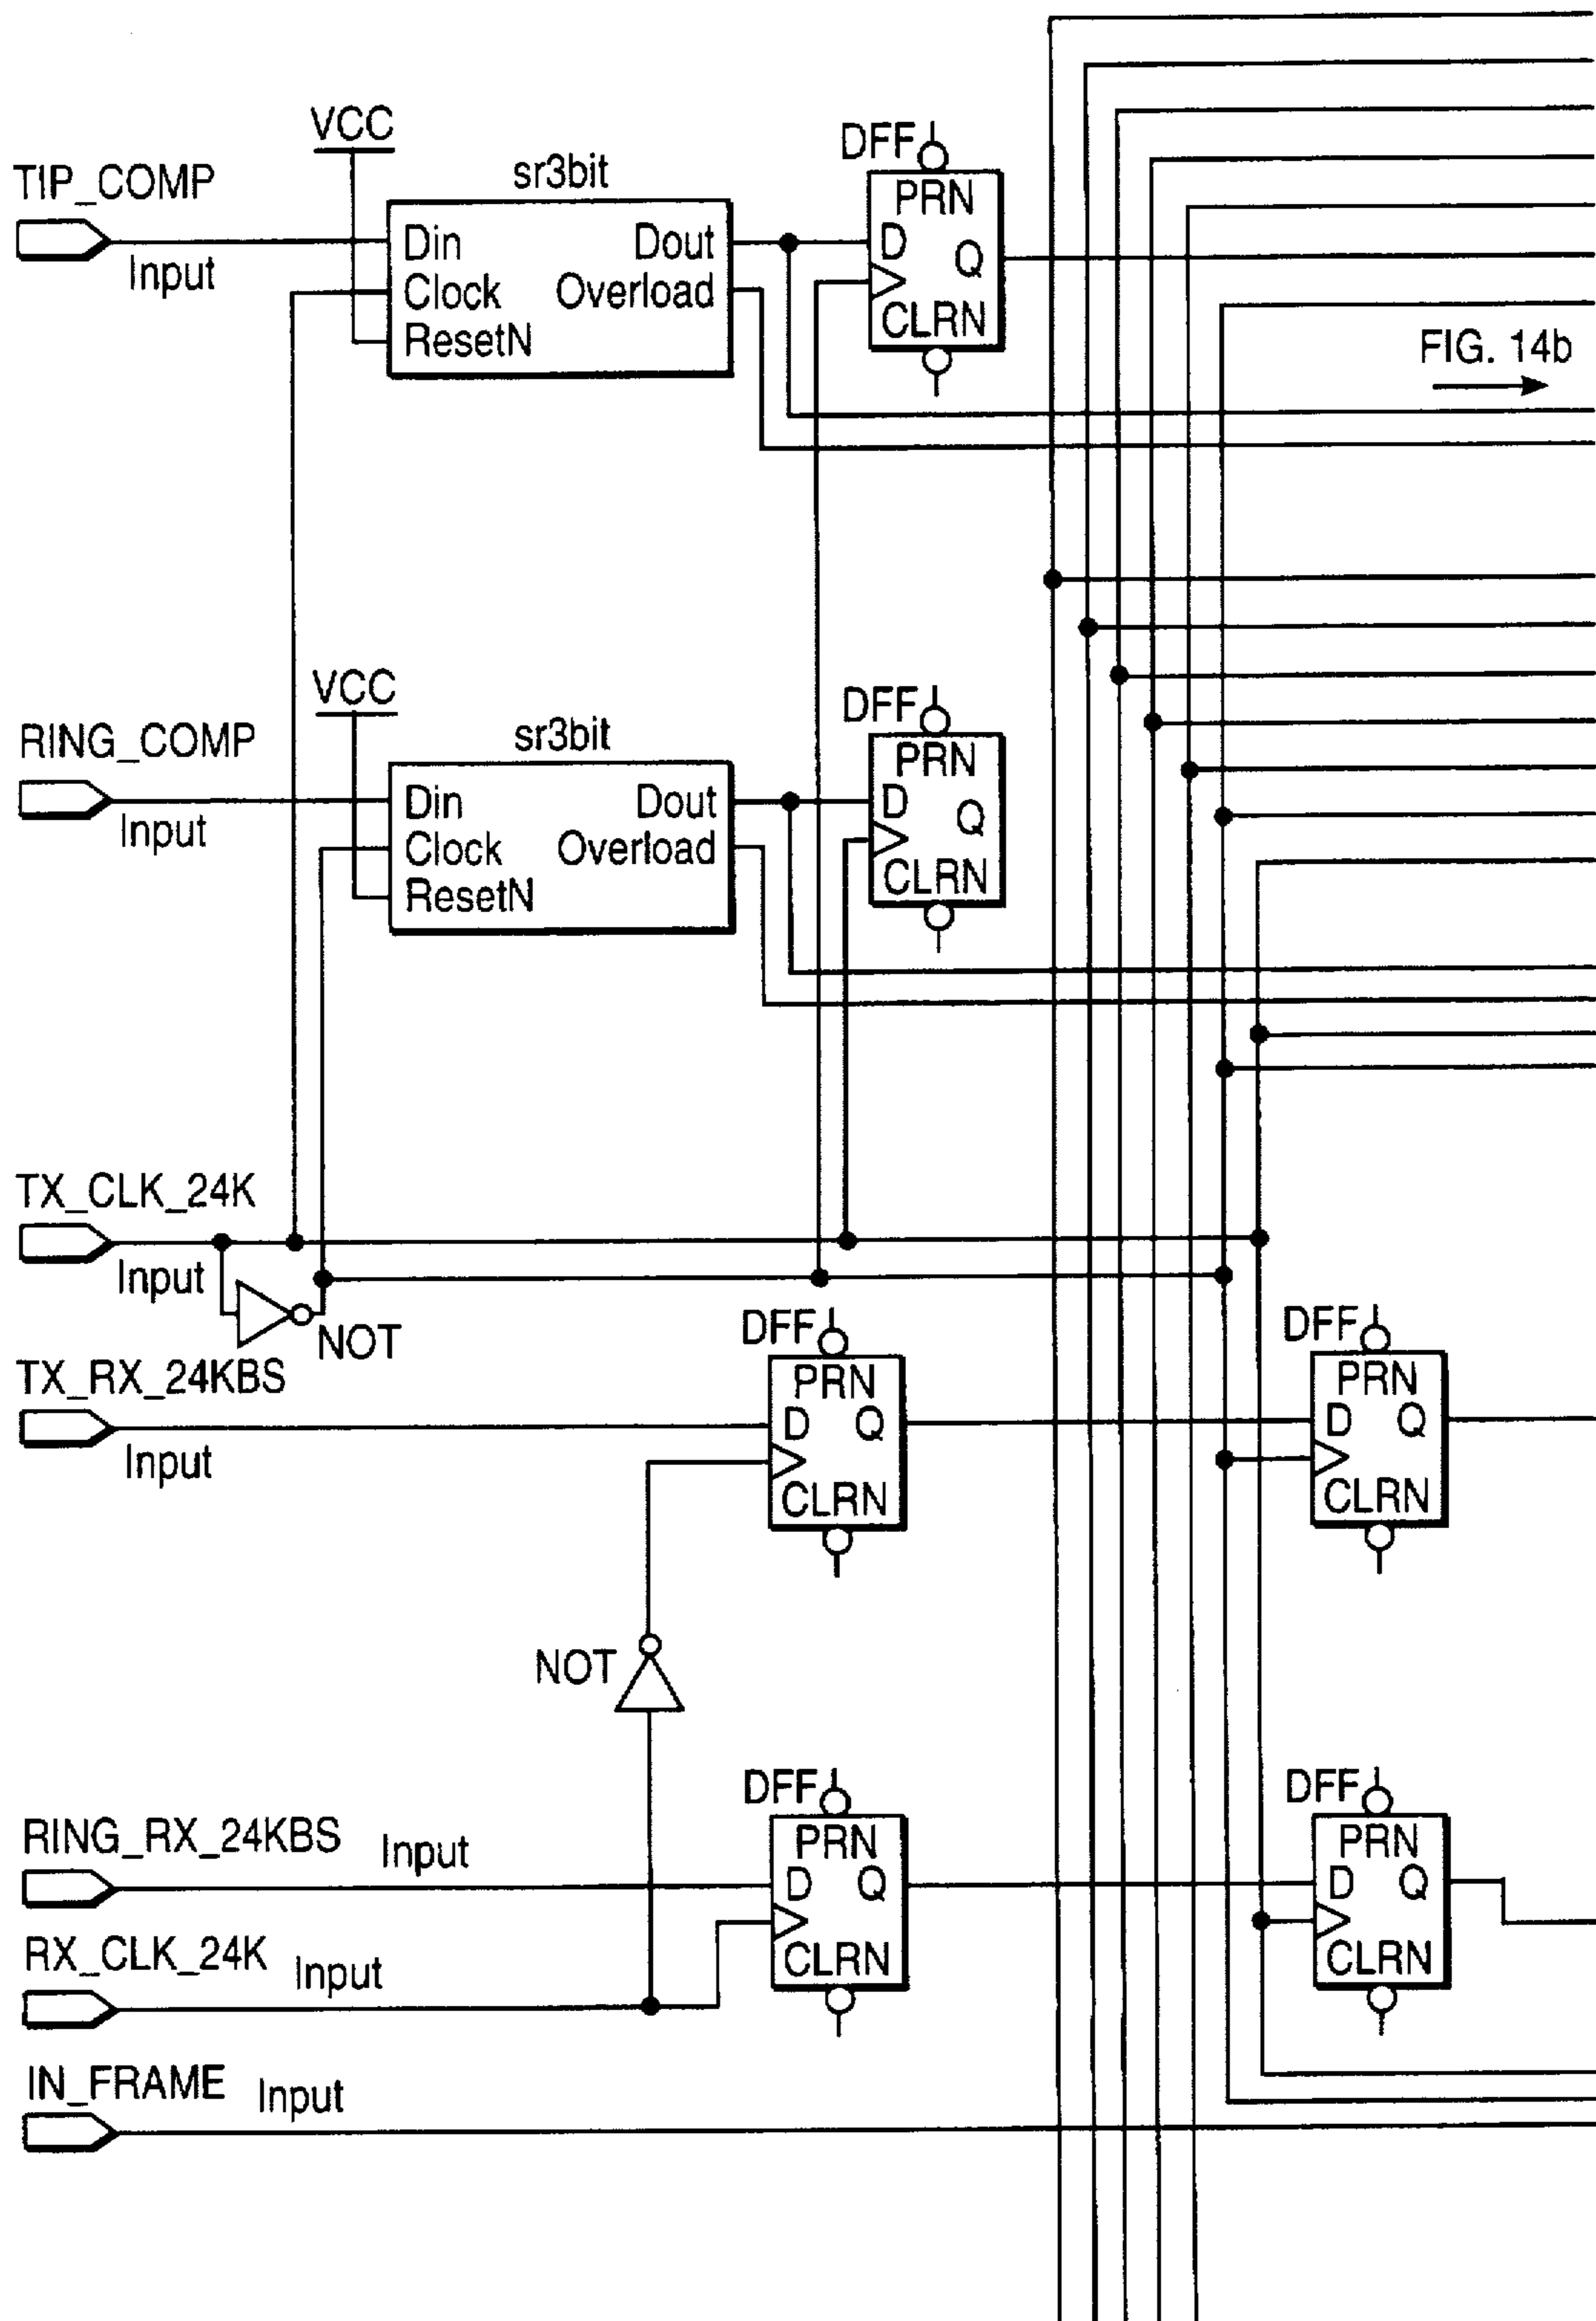 VCC
DFF
TIP_COMP
sr3bit
PRN
Din
Dout
D
Q
Input
Clock
Overload
CLRN
ResetN
FIG. 14b
VCC
DFF
RING_COMP
sr3bit
PRN
Din
Dout
D
Q
Input
Clock
Overload
CLRN
ResetN
TX_CLK_24K
Input
NOT
DFF
DFF
TX_RX_24KBS
PRN
PRN
D
Q
D
Q
Input
CLRN
CLRN
NOT
DFF
DFF
RING_RX_24KBS
Input
PRN
PRN
D
Q
D
Q
RX_CLK_24K
Input
CLRN
CLRN
IN_FRAME
Input